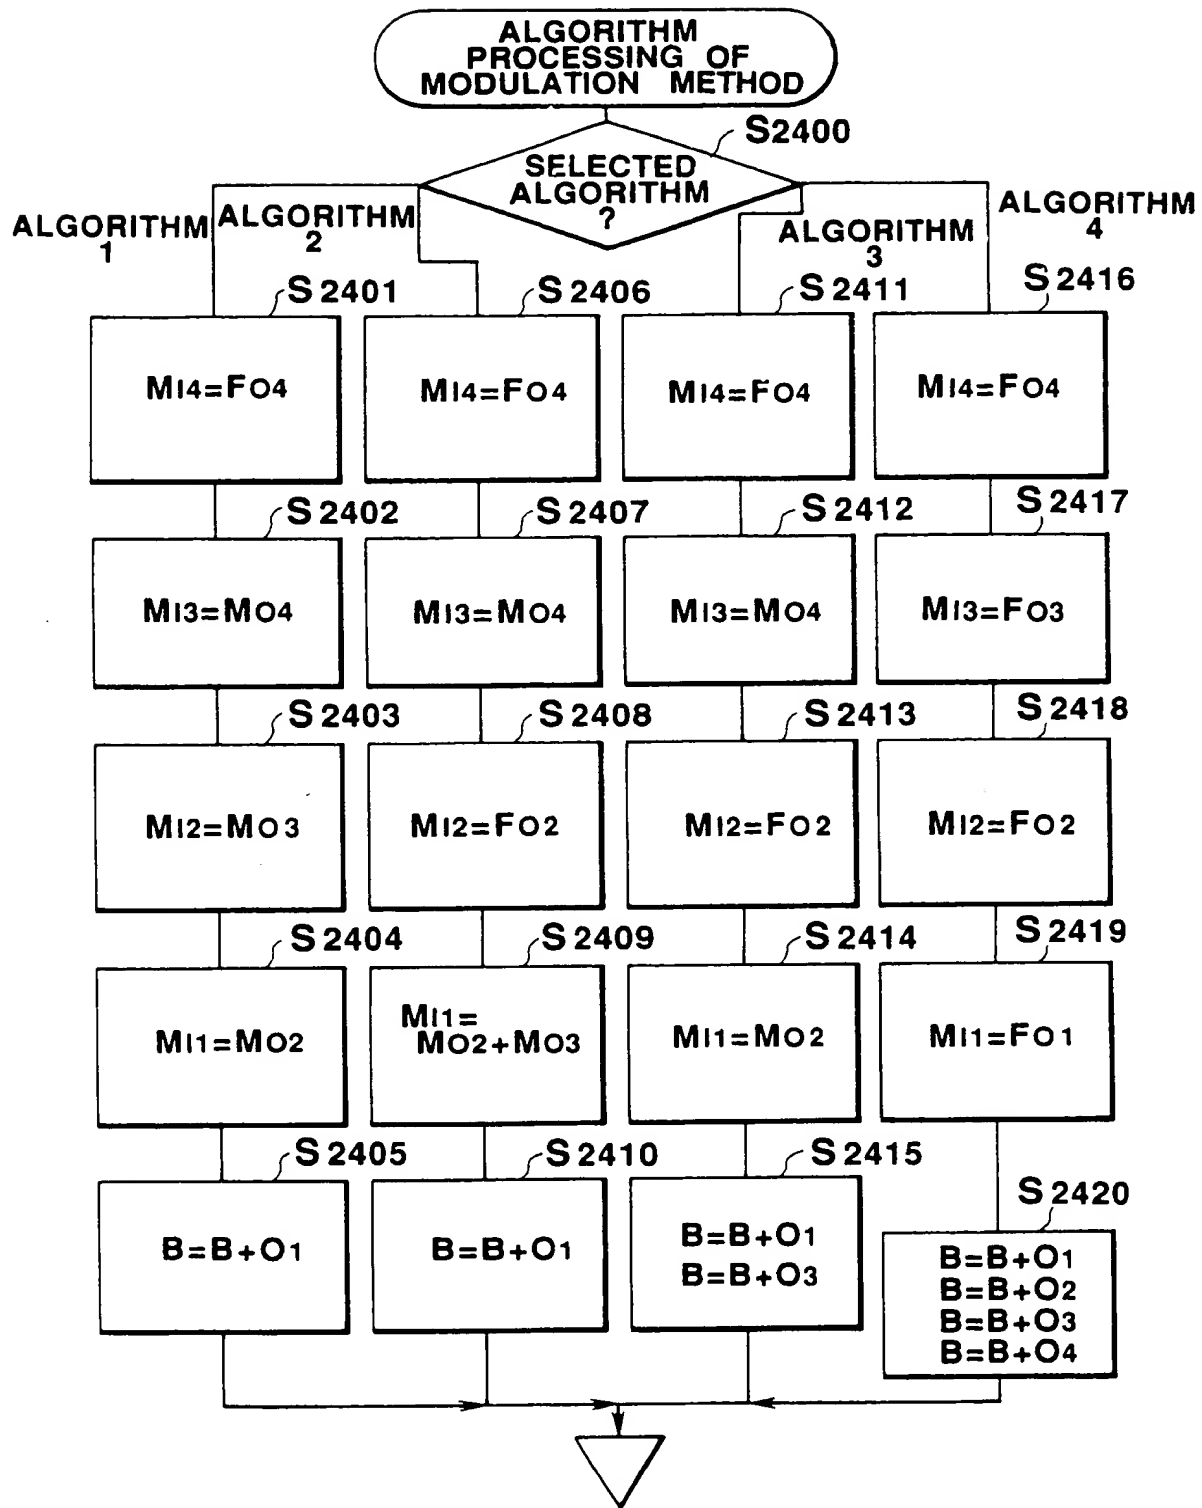 ALGORITHM
PROCESSING OF
MODULATION METHOD
S2400
SELECTED
ALGORITHM
?
ALGORITHM
1
ALGORITHM
2
ALGORITHM
3
ALGORITHM
4
S2401
MI4=FO4
S2402
MI3=MO4
S2403
MI2=MO3
S2404
MI1=MO2
S2405
B=B+O1
S2406
MI4=FO4
S2407
MI3=MO4
S2408
MI2=FO2
S2409
MI1=
MO2+MO3
S2410
B=B+O1
S2411
MI4=FO4
S2412
MI3=MO4
S2413
MI2=FO2
S2414
MI1=MO2
S2415
B=B+O1
B=B+O3
S2416
MI4=FO4
S2417
MI3=FO3
S2418
MI2=FO2
S2419
MI1=FO1
S2420
B=B+O1
B=B+O2
B=B+O3
B=B+O4